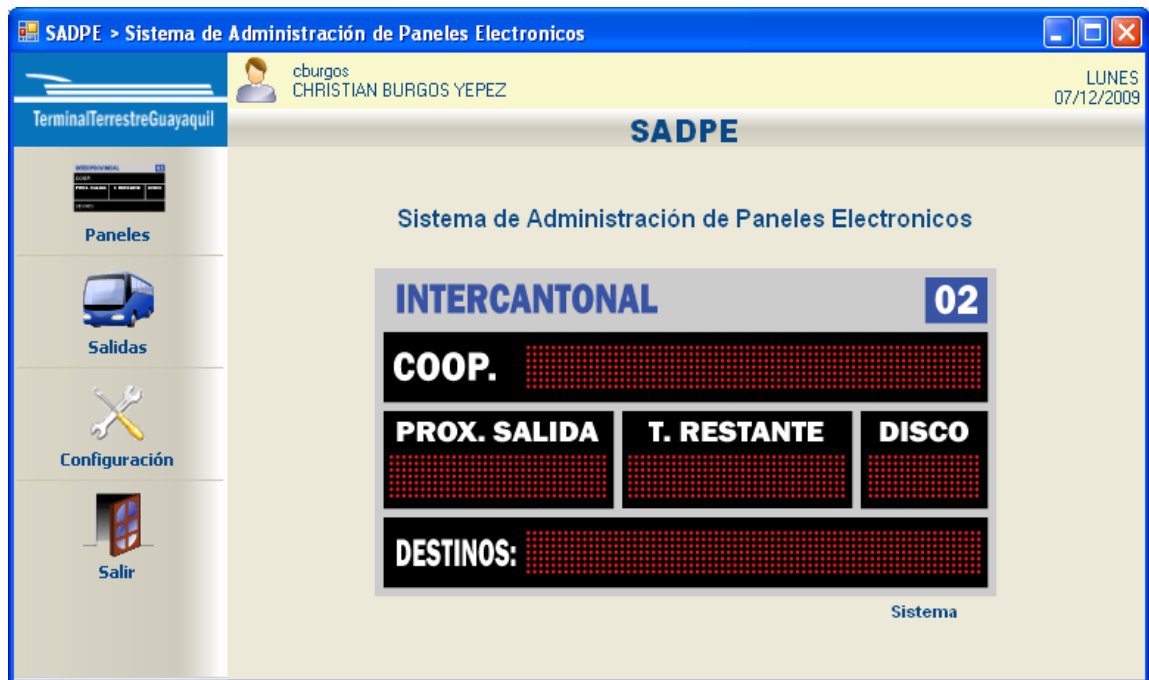 SADPE > Sistema de Administración de Paneles Electronicos
TerminalTerrestreGuayaquil
cburgos
CHRISTIAN BURGOS YEPEZ
LUNES
07/12/2009
SADPE
Paneles
Salidas
Configuración
Salir
Sistema de Administración de Paneles Electronicos
INTERCANTONAL 02
COOP.
PROX. SALIDA T. RESTANTE DISCO
DESTINOS:
Sistema